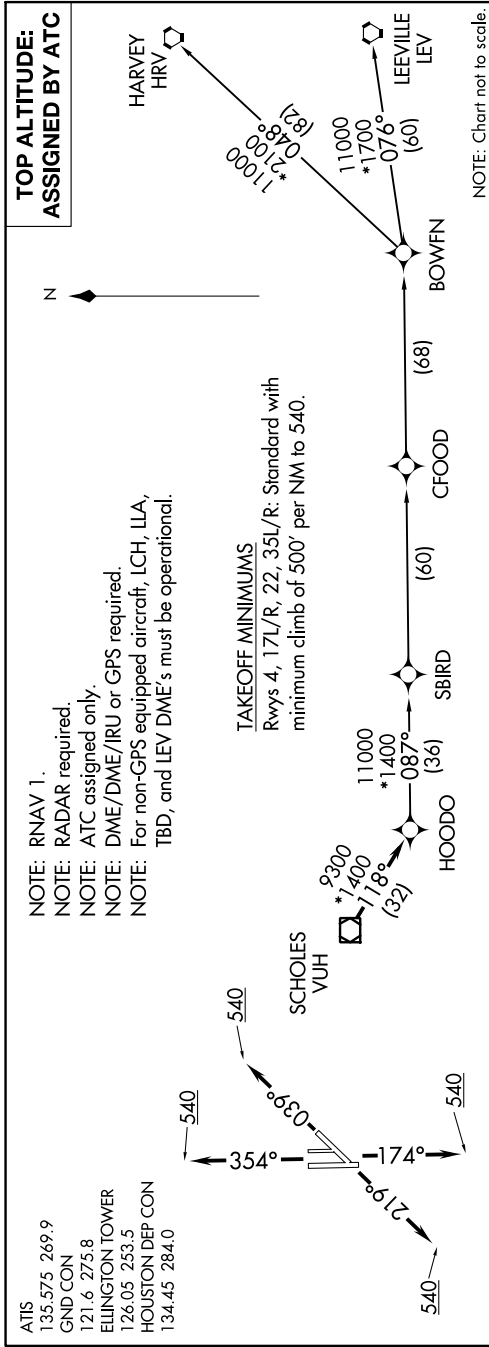 TOP ALTITUDE:
ASSIGNED BY ATC
ATIS
135.575 269.9
GND CON
121.6 275.8
ELLINGTON TOWER
126.05 253.5
HOUSTON DEP CON
134.45 284.0
NOTE: RNAV 1.
NOTE: RADAR required.
NOTE: ATC assigned only.
NOTE: DME/DME/IRU or GPS required.
NOTE: For non-GPS equipped aircraft, LCH, LLA,
TBD, and LEV DME's must be operational.
N
TAKEOFF MINIMUMS
Rwys 4, 17L/R, 22, 35L/R: Standard with
minimum climb of 500' per NM to 540.
540
540
540
540
354°
039°
174°
219°
SCHOLES
VUH
9300
*1400
118°
(32)
HOODO
11000
*1400
087°
(36)
SBIRD
(60)
CFOOD
(68)
BOWFN
11000
*2100
048°
(82)
HARVEY
HRV
11000
*1700
076°
(60)
LEEVILLE
LEV
NOTE: Chart not to scale.